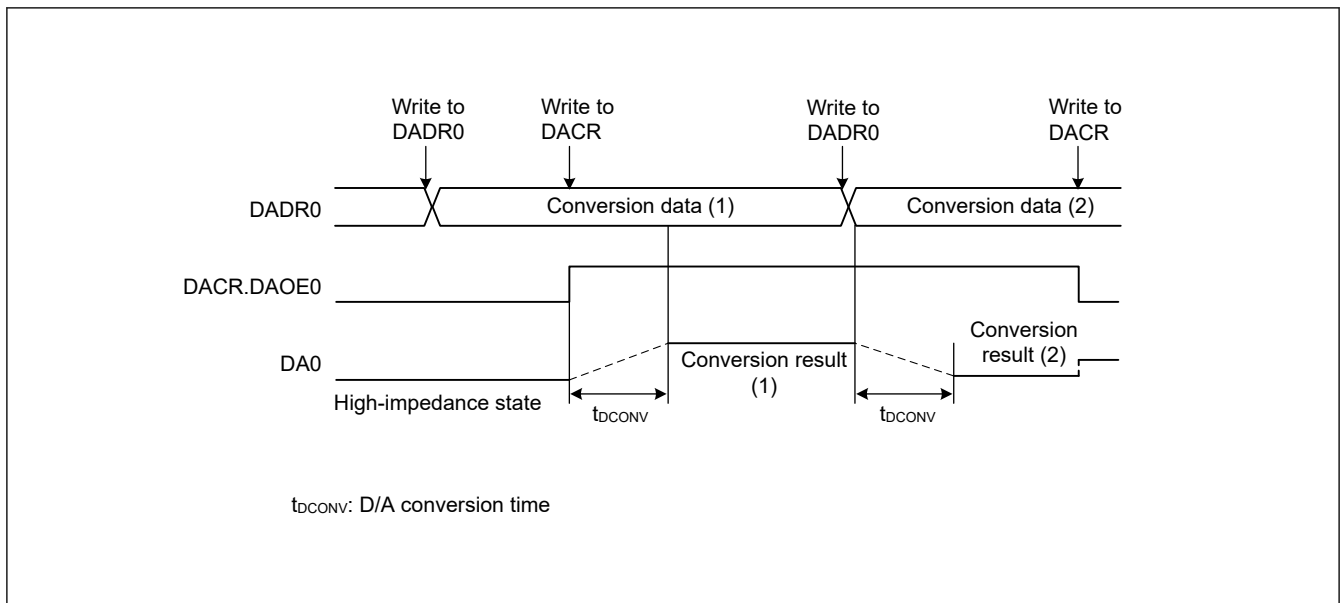 Write to
DADR0
Write to
DACR
Write to
DADR0
Write to
DACR
DADR0
Conversion data (1)
Conversion data (2)
DACR.DAOE0
DA0
Conversion result
(1)
Conversion
result (2)
High-impedance state
tDCONV
tDCONV
tDCONV: D/A conversion time